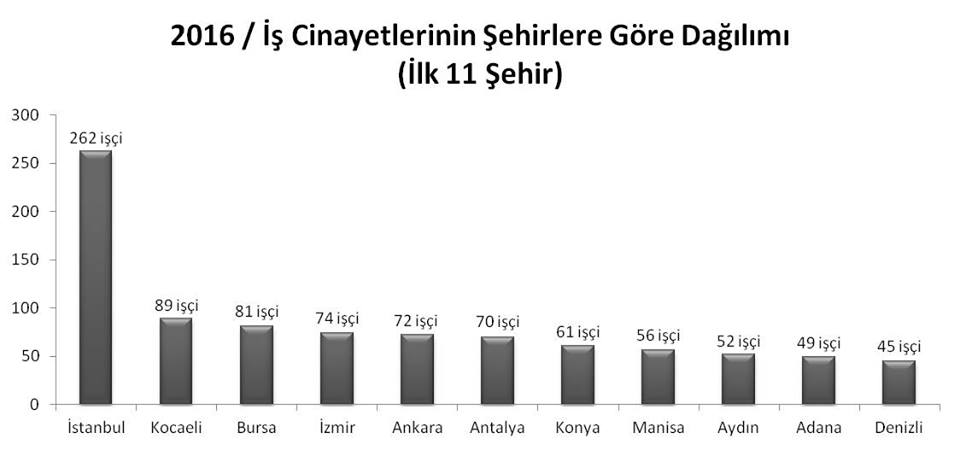 2016 / İş Cinayetlerinin Şehirlere Göre Dağılımı
(İlk 11 Şehir)
300
250
200
150
100
50
0
262 işçi
89 işçi
81 işçi
74 işçi
72 işçi
70 işçi
61 işçi
56 işçi
52 işçi
49 işçi
45 işçi
İstanbul
Kocaeli
Bursa
İzmir
Ankara
Antalya
Konya
Manisa
Aydın
Adana
Denizli